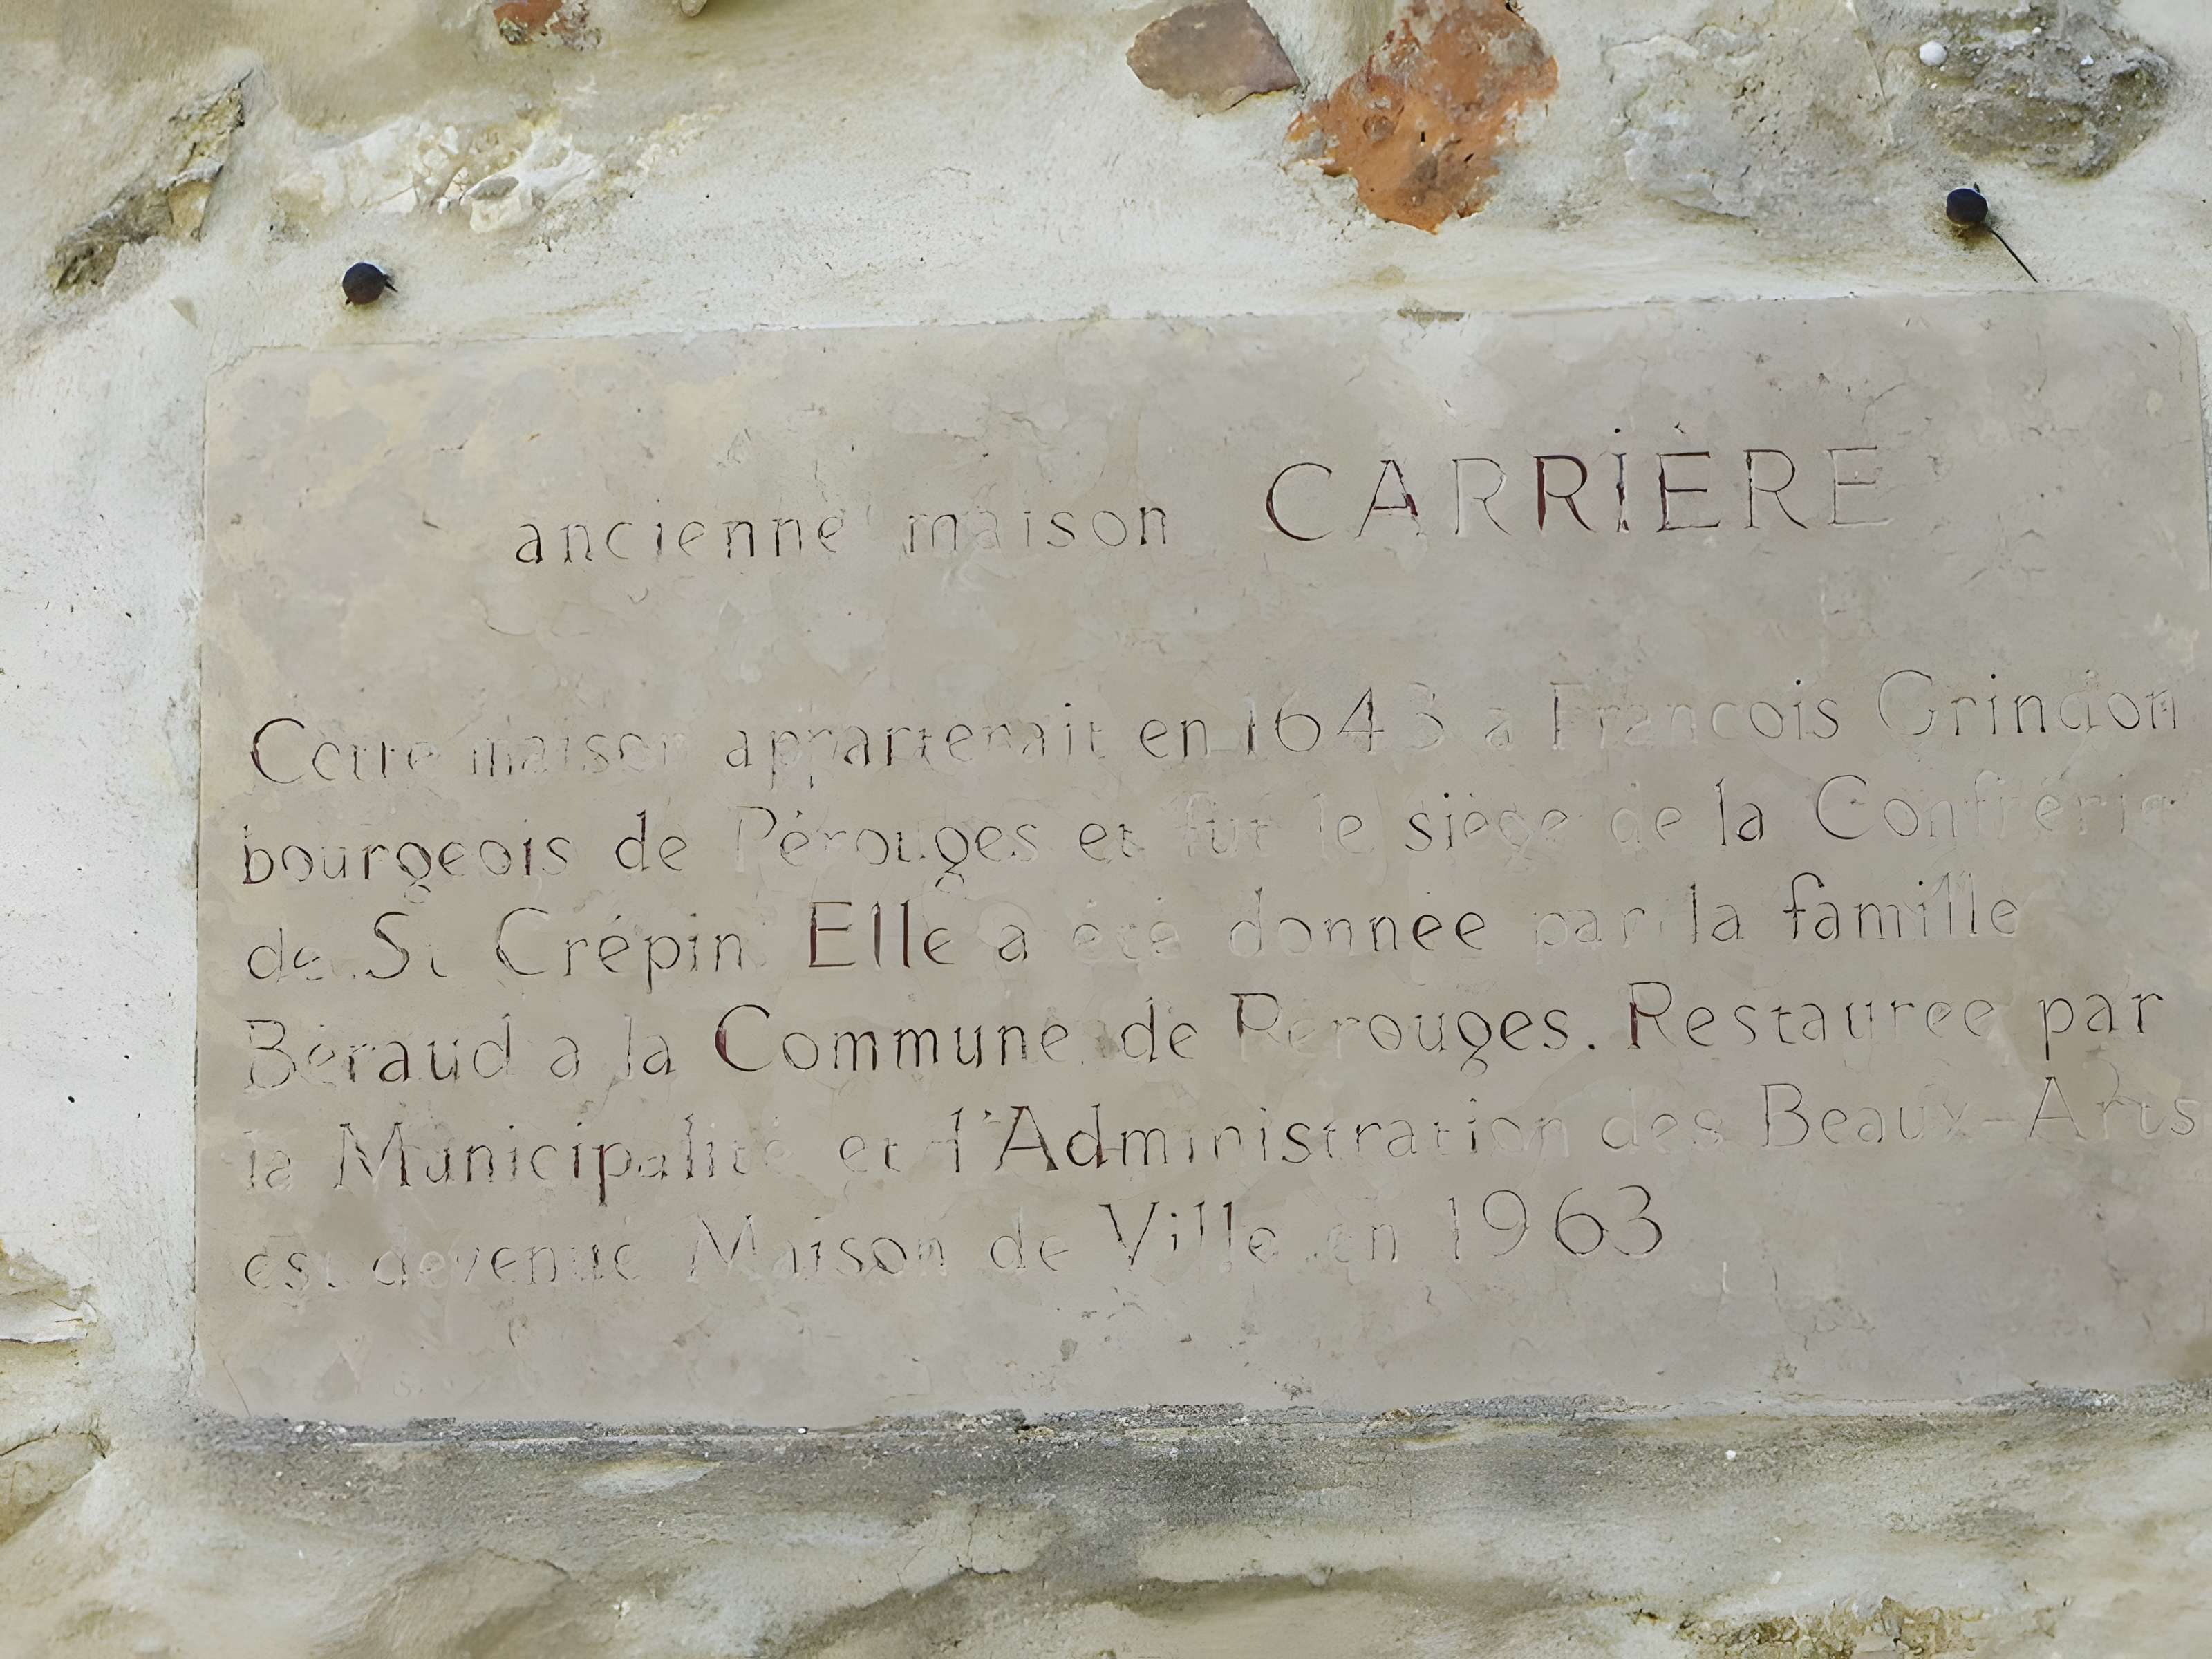 ancienne maison CARRIÈRE
Cette maison appartenait en 1643 a Francois Grindon
bourgeois de Pérouges et fut le siège de la Confrérie
de St Crépin. Elle a été donnée par la famille
Béraud a la Commune de Pérouges. Restaurée par
la Municipalité et l'Administration des Beaux-Arts
est devenue Maison de Ville en 1963